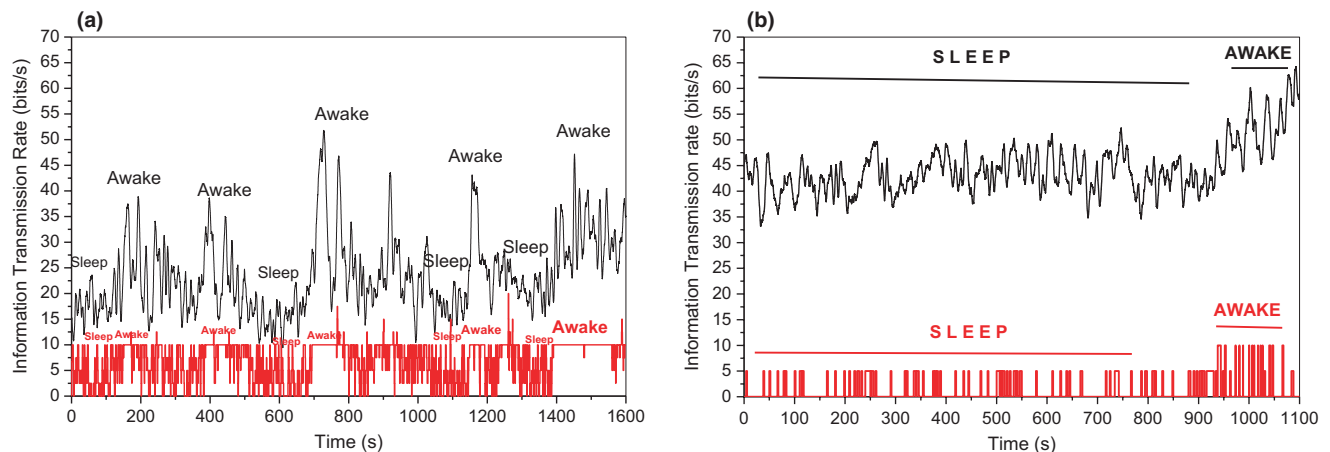 (a)
Information Transmission Rate (bits/s)
70
65
60
55
50
45
40
35
30
25
20
15
10
5
0
Awake
Awake
Awake
Awake
Awake
Sleep
Sleep
Sleep
Sleep
Sleep
Awake
Awake
Sleep
Awake
Sleep
Awake
Sleep
Awake
0 200 400 600 800 1000 1200 1400 1600
Time (s)
(b)
Information Transmission rate (bits/s)
70
65
60
55
50
45
40
35
30
25
20
15
10
5
0
SLEEP
AWAKE
SLEEP
AWAKE
0 100 200 300 400 500 600 700 800 900 1000 1100
Time (s)